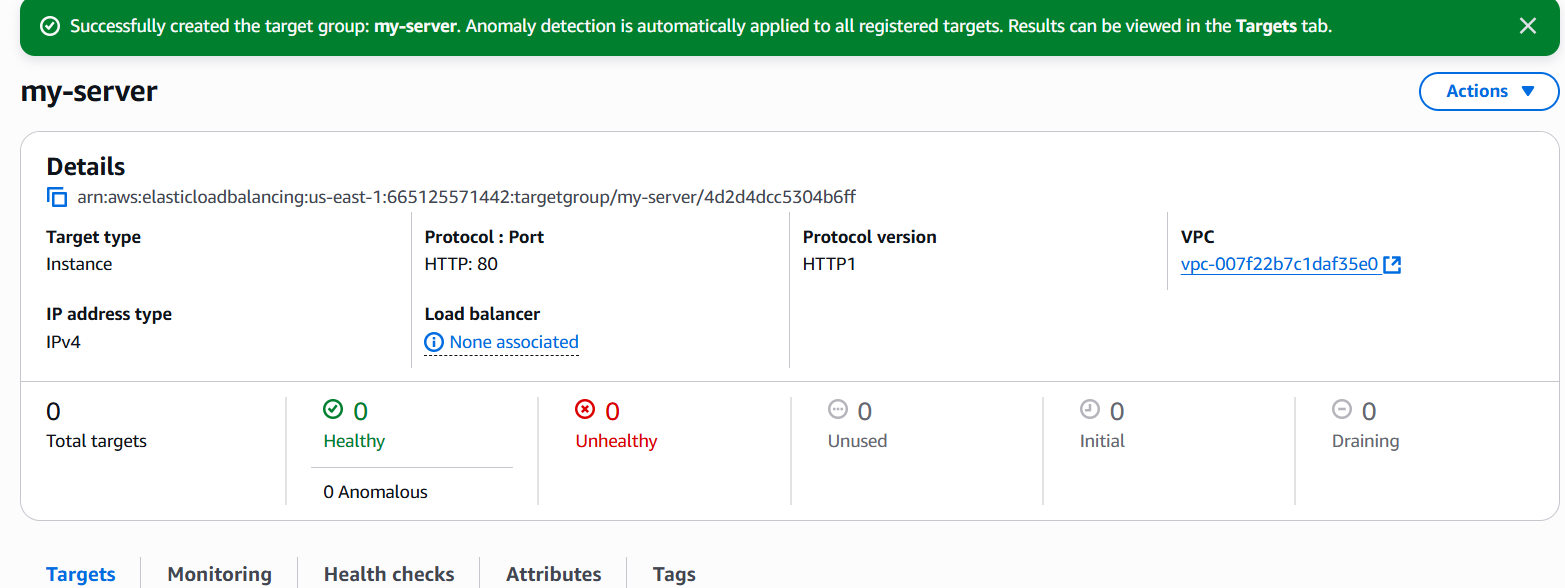 Successfully created the target group: my-server. Anomaly detection is automatically applied to all registered targets. Results can be viewed in the Targets tab.
my-server
Actions
Details
arn:aws:elasticloadbalancing:us-east-1:665125571442:targetgroup/my-server/4d2d4dcc5304b6ff
Target type
Instance
Protocol : Port
HTTP: 80
Protocol version
HTTP1
VPC
vpc-007f22b7c1daf35e0
IP address type
IPv4
Load balancer
None associated
0
Total targets
0
Healthy
0 Anomalous
0
Unhealthy
0
Unused
0
Initial
0
Draining
Targets
Monitoring
Health checks
Attributes
Tags